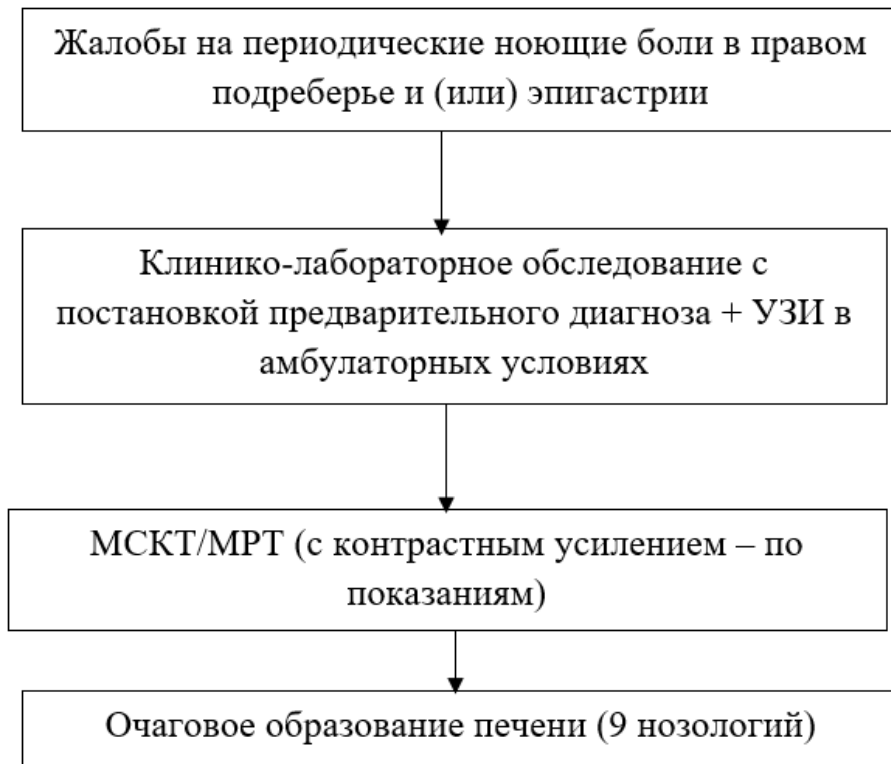 Жалобы на периодические ноющие боли в правом
подреберье и (или) эпигастрии
Клинико-лабораторное обследование с
постановкой предварительного диагноза + УЗИ в
амбулаторных условиях
МСКТ/МРТ (с контрастным усилением – по
показаниям)
Очаговое образование печени (9 нозологий)